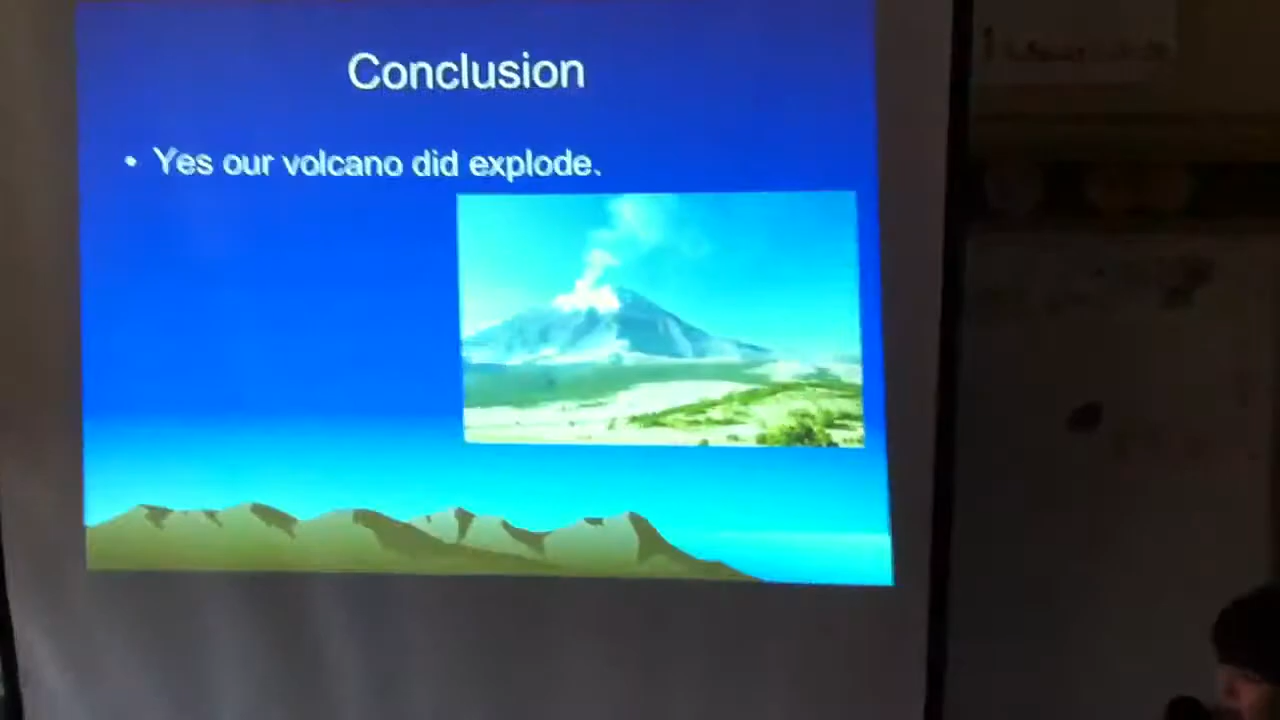 Conclusion
• Yes our volcano did explode.